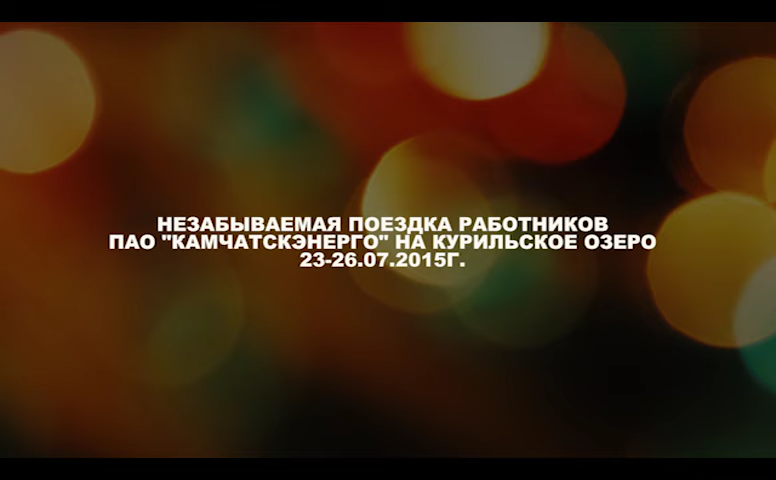 НЕЗАБЫВАЕМАЯ ПОЕЗДКА РАБОТНИКОВ
ПАО "КАМЧАТСКЭНЕРГО" НА КУРИЛЬСКОЕ ОЗЕРО
23-26.07.2015Г.